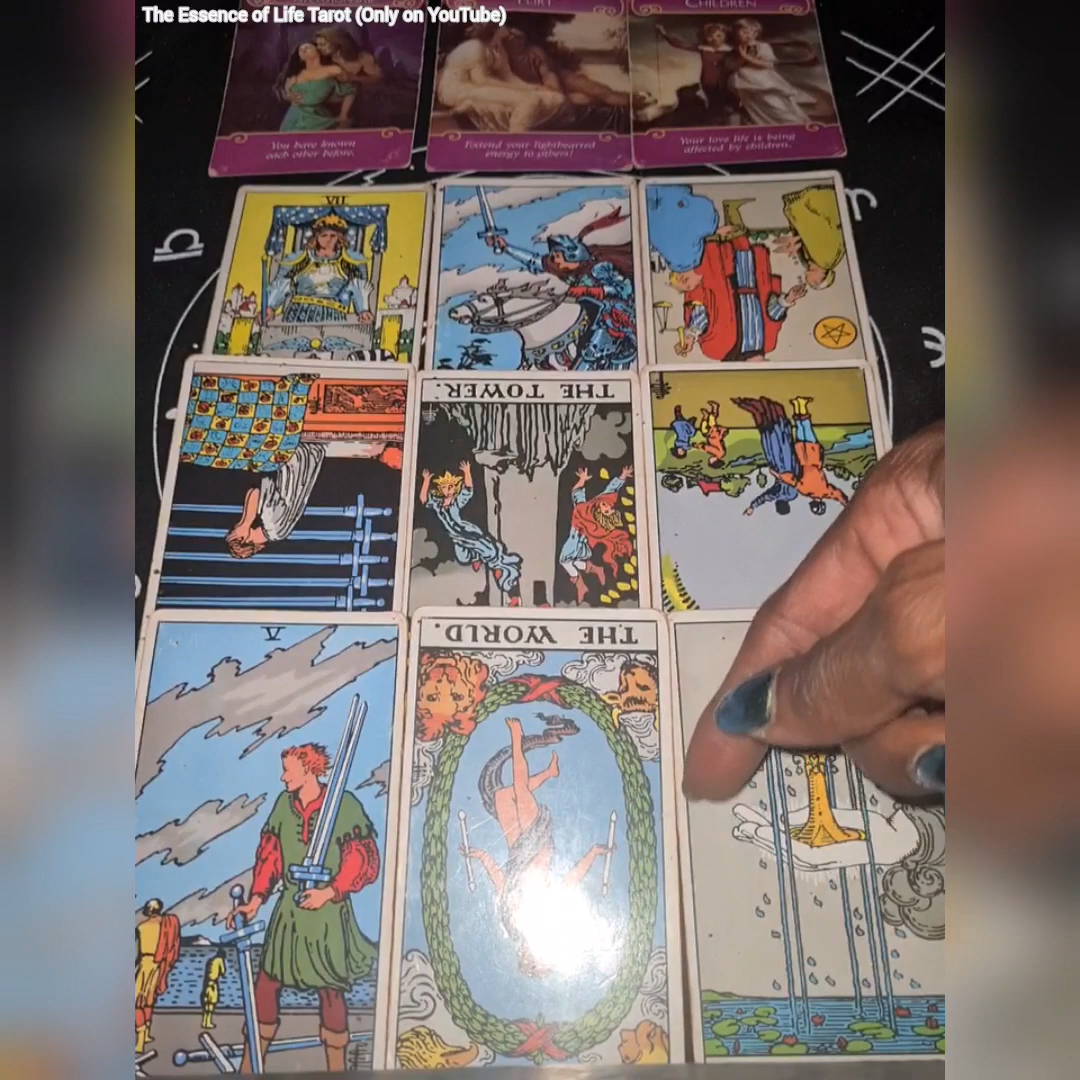 The Essence of Life Tarot (Only on YouTube)
FLIRT
CHILDREN
You have known
each other before.
Extend your lighthearted
energy to others!
Your love life is being
affected by children.
VII
THE TOWER.
V
THE WORLD.